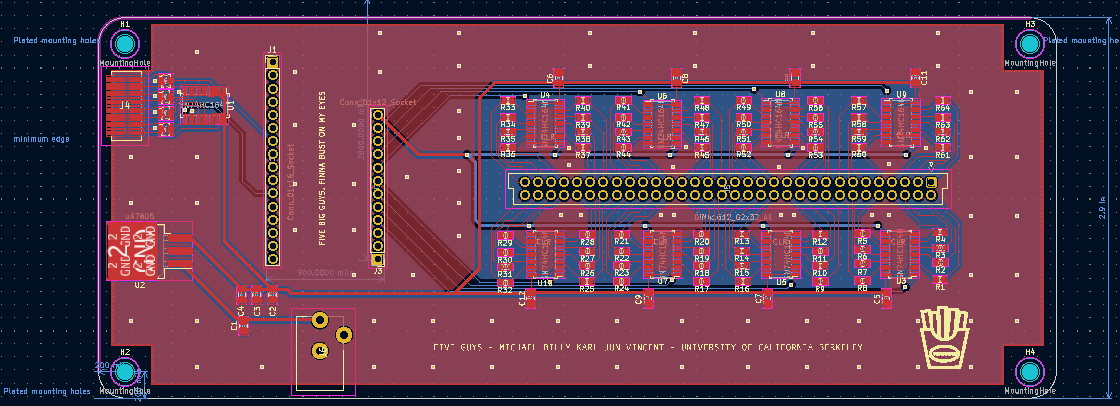 H1
H3
Plated mounting holes
Plated mounting ho
MountingHole
MountingHole
J1
J4
U1
minimum edge
Conn_01x12_Socket
Conn_01x16_Socket
FIVE BIG GUYS, FINNA BUST ON MY EYES
C6
C8
C11
U4
U6
U8
U9
R33 R40 R41 R48 R49 R56 R57 R64
R34 R39 R42 R47 R50 R55 R58 R63
R35 R38 R43 R46 R51 R54 R59 R62
R36 R37 R44 R45 R52 R53 R60 R61
2.9 in
uA7805
GND
U2
R29 R28 R21 R20 R13 R12 R5 R4
R30 R27 R22 R19 R14 R11 R6 R3
R31 R26 R23 R18 R15 R10 R7 R2
R32 R25 R24 R17 R16 R9 R8 R1
U10
U7
U5
U3
900.0000 mils
J3
C4
C3
C2
C1
C12
C9
C7
C5
FIVE GUYS - MICHAEL BILLY KARL JUN VINCENT - UNIVERSITY OF CALIFORNIA BERKELEY
H2
H4
Plated mounting holes
MountingHole
MountingHole